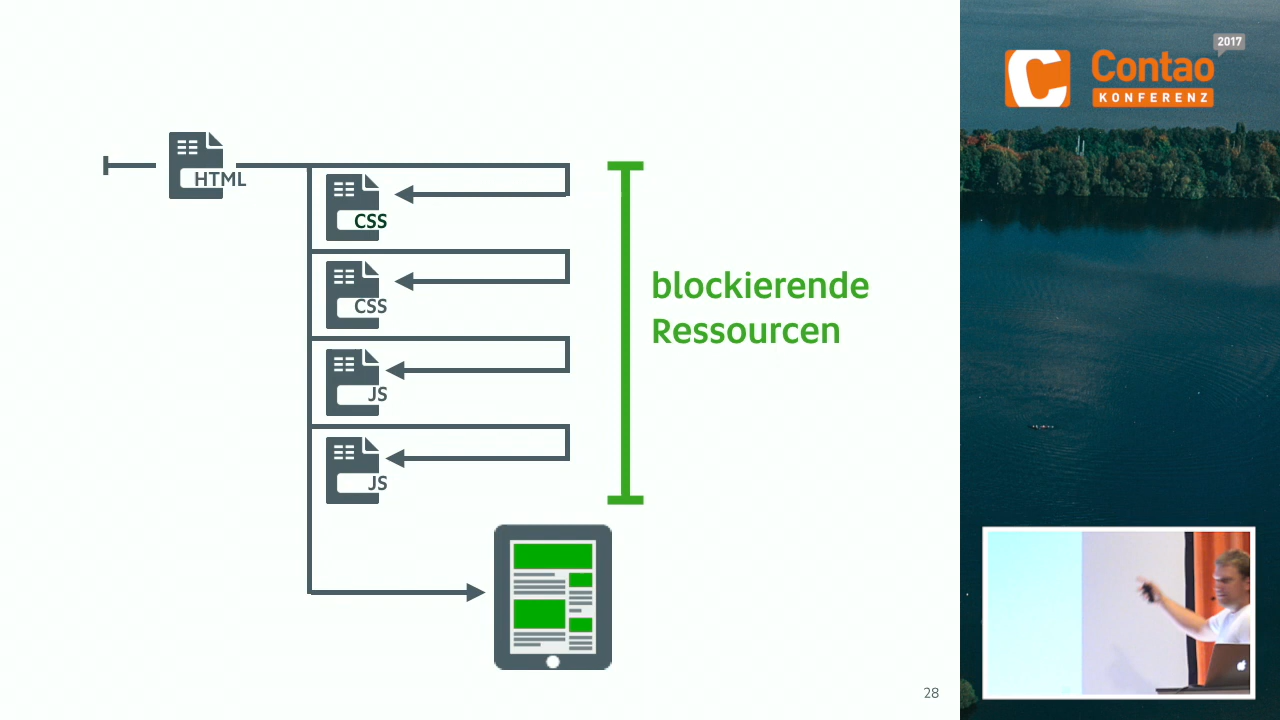 HTML
CSS
CSS
JS
JS
blockierende
Ressourcen
28
2017
Contao
KONFERENZ